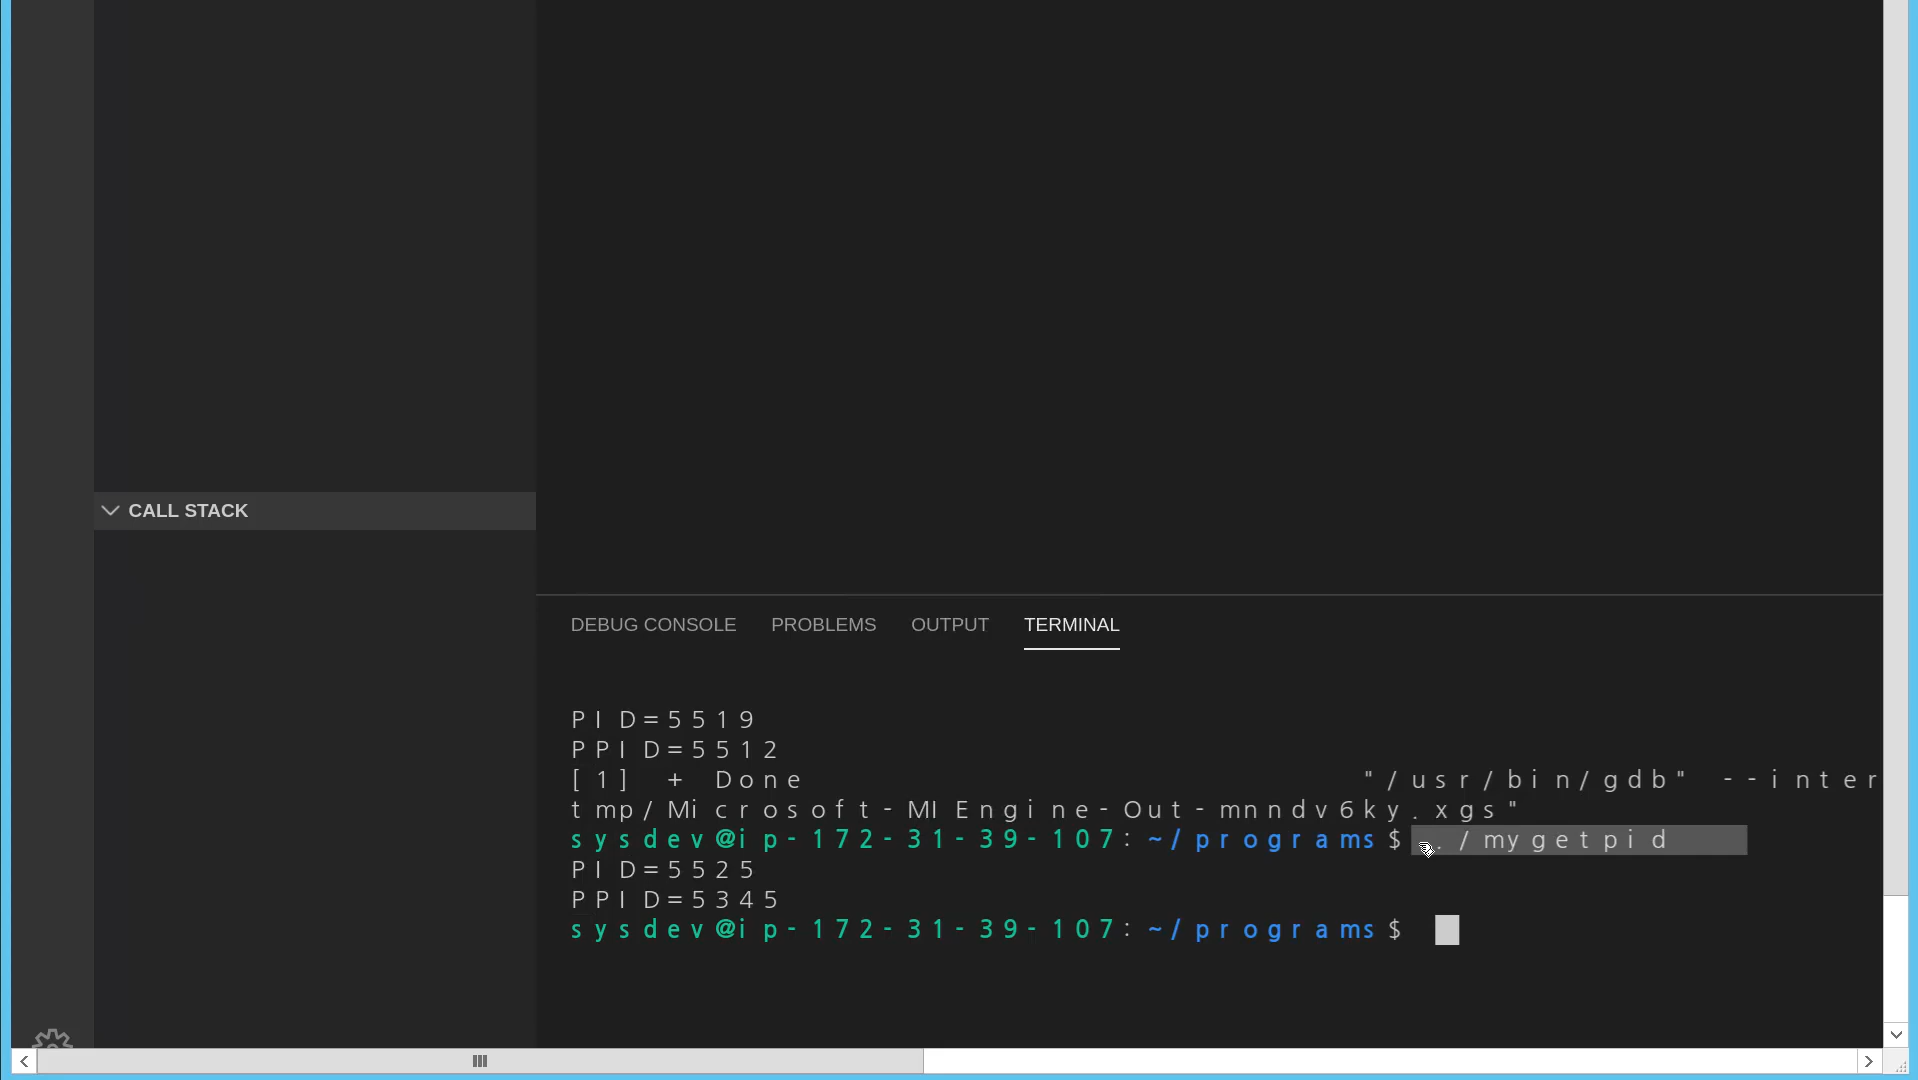 CALL STACK
DEBUG CONSOLE PROBLEMS OUTPUT TERMINAL
PID=5519
PPID=5512
[1] + Done "/usr/bin/gdb" --inter
tmp/Microsoft-MIEngine-Out-mnndv6ky.xgs"
sysdev@ip-172-31-39-107:~/programs$ ./mygetpid
PID=5525
PPID=5345
sysdev@ip-172-31-39-107:~/programs$